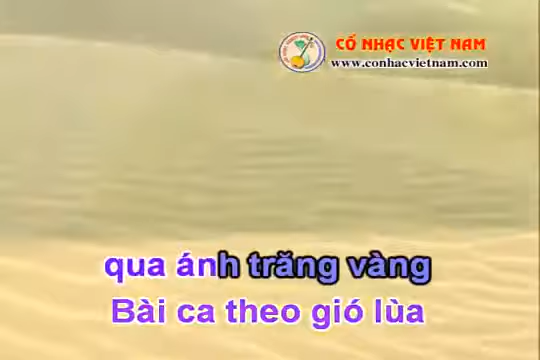 CỔ NHẠC VIỆT NAM
www.conhacvietnam.com
qua ánh trăng vàng
Bài ca theo gió lùa